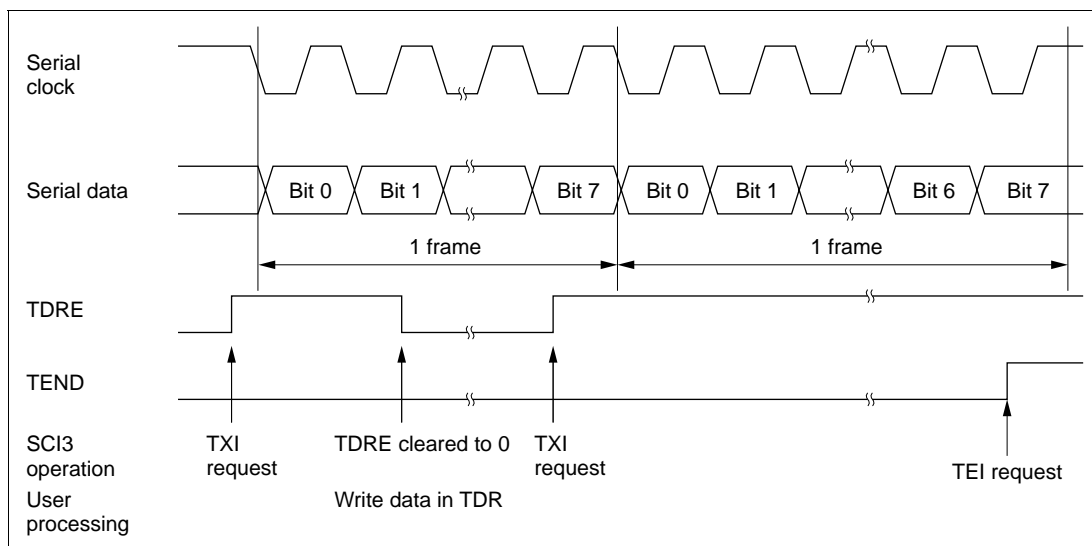 Serial
clock
Serial data
Bit 0 Bit 1 Bit 7 Bit 0 Bit 1 Bit 6 Bit 7
1 frame 1 frame
TDRE
TEND
SCI3
operation
TXI
request
TDRE cleared to 0
TXI
request
TEI request
User
processing
Write data in TDR